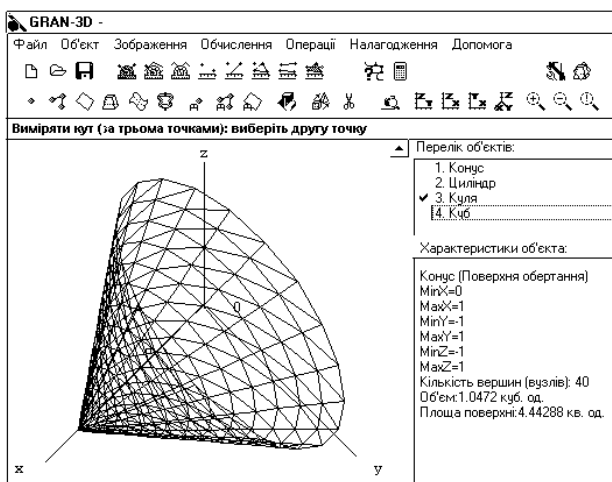 GRAN-3D -
Файл Об'єкт Зображення Обчислення Операції Налагодження Допомога
Виміряти кут (за трьома точками): виберіть другу точку
Перелік об'єктів:
1. Конус
2. Циліндр
3. Куля
4. Куб
Характеристики об'єкта:
Конус (Поверхня обертання)
MinX=0
MaxX=1
MinY=-1
MaxY=1
MinZ=-1
MaxZ=1
Кількість вершин (вузлів): 40
Об'єм:1.0472 куб. од.
Площа поверхні:4.44288 кв. од.
z
0
x
y